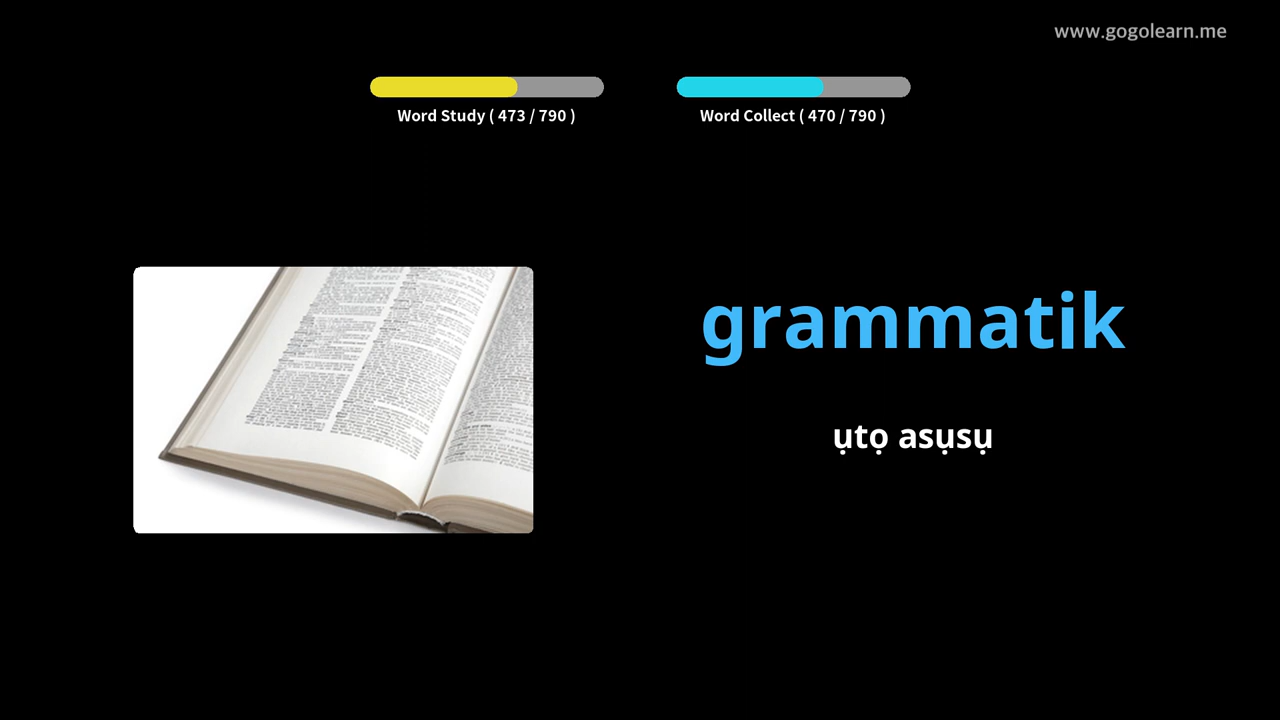 www.gogolearn.me
Word Study ( 473 / 790 )
Word Collect ( 470 / 790 )
grammatik
ụtọ asụsụ